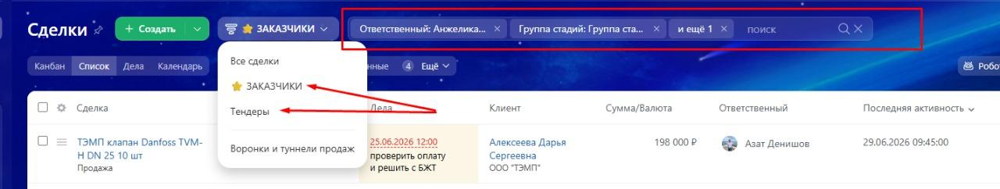 Сделки
Создать
ЗАКАЗЧИКИ
Ответственный: Анжелика...
Группа стадий: Группа ста...
и ещё 1
поиск
Все сделки
ЗАКАЗЧИКИ
Тендеры
Воронки и туннели продаж
Канбан Список Дела Календарь
нные 4 Ещё
Робо
Сделка Дела Клиент Сумма/Валюта Ответственный Последняя активность
ТЭМП клапан Danfoss TVM-
H DN 25 10 шт
Продажа
25.06.2026 12:00
проверить оплату
и решить с БЖТ
Алексеева Дарья
Сергеевна
ООО "ТЭМП"
198 000 ₽
Азат Денишов
29.06.2026 09:45:00